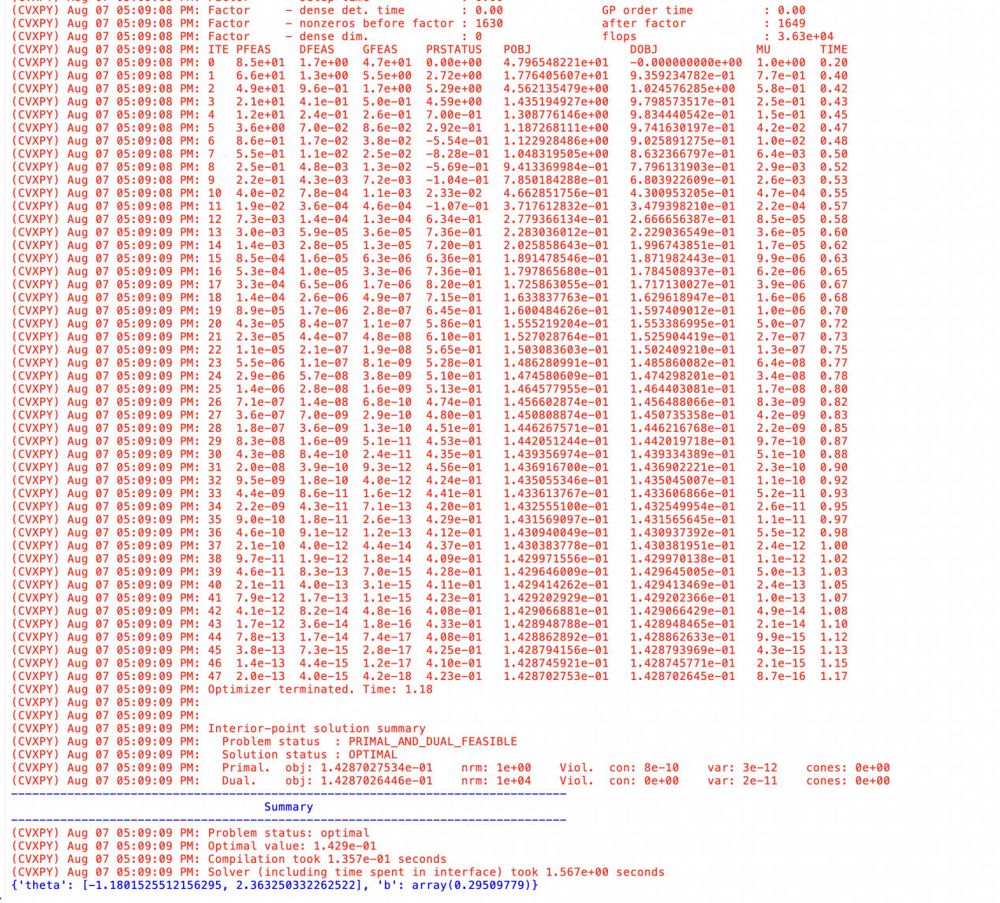 (CVXPY) Aug 07 05:09:08 PM: Factor     - dense det. time        : 0.00              GP order time          : 0.00
(CVXPY) Aug 07 05:09:08 PM: Factor     - nonzeros before factor : 1630              after factor           : 1649
(CVXPY) Aug 07 05:09:08 PM: Factor     - dense dim.             : 0                 flops                  : 3.63e+04
(CVXPY) Aug 07 05:09:08 PM: ITE PFEAS    DFEAS    GFEAS    PRSTATUS   POBJ              DOBJ              MU       TIME
(CVXPY) Aug 07 05:09:08 PM: 0   8.5e+01  1.7e+00  4.7e+01  0.00e+00   4.796548221e+01   -0.000000000e+00  1.0e+00  0.20
(CVXPY) Aug 07 05:09:08 PM: 1   6.6e+01  1.3e+00  5.5e+00  2.72e+00   1.776405607e+01   9.359234782e-01   7.7e-01  0.40
(CVXPY) Aug 07 05:09:08 PM: 2   4.9e+01  9.6e-01  1.7e+00  5.29e+00   4.562135479e+00   1.024576285e+00   5.8e-01  0.42
(CVXPY) Aug 07 05:09:08 PM: 3   2.1e+01  4.1e-01  5.0e-01  4.59e+00   1.435194927e+00   9.798573517e-01   2.5e-01  0.43
(CVXPY) Aug 07 05:09:08 PM: 4   1.2e+01  2.4e-01  2.6e-01  7.00e-01   1.308776146e+00   9.834440542e-01   1.5e-01  0.45
(CVXPY) Aug 07 05:09:08 PM: 5   3.6e+00  7.0e-02  8.6e-02  2.92e-01   1.187268111e+00   9.741630197e-01   4.2e-02  0.47
(CVXPY) Aug 07 05:09:08 PM: 6   8.6e-01  1.7e-02  3.8e-02  -5.54e-01  1.122928486e+00   9.025891275e-01   1.0e-02  0.48
(CVXPY) Aug 07 05:09:08 PM: 7   5.5e-01  1.1e-02  2.5e-02  -8.28e-01  1.048319505e+00   8.632366797e-01   6.4e-03  0.50
(CVXPY) Aug 07 05:09:08 PM: 8   2.5e-01  4.8e-03  1.3e-02  -5.69e-01  9.413369984e-01   7.796131903e-01   2.9e-03  0.52
(CVXPY) Aug 07 05:09:08 PM: 9   2.2e-01  4.3e-03  7.2e-03  -1.04e-01  7.850184288e-01   6.803922609e-01   2.6e-03  0.53
(CVXPY) Aug 07 05:09:08 PM: 10  4.0e-02  7.8e-04  1.1e-03  2.33e-02   4.662851756e-01   4.300953205e-01   4.7e-04  0.55
(CVXPY) Aug 07 05:09:08 PM: 11  1.9e-02  3.6e-04  4.6e-04  -1.07e-01  3.717612832e-01   3.479398210e-01   2.2e-04  0.57
(CVXPY) Aug 07 05:09:09 PM: 12  7.3e-03  1.4e-04  1.3e-04  6.34e-01   2.779366134e-01   2.666656387e-01   8.5e-05  0.58
(CVXPY) Aug 07 05:09:09 PM: 13  3.0e-03  5.9e-05  3.6e-05  7.36e-01   2.283036012e-01   2.229036549e-01   3.6e-05  0.60
(CVXPY) Aug 07 05:09:09 PM: 14  1.4e-03  2.8e-05  1.3e-05  7.20e-01   2.025858643e-01   1.996743851e-01   1.7e-05  0.62
(CVXPY) Aug 07 05:09:09 PM: 15  8.5e-04  1.6e-05  6.3e-06  6.36e-01   1.891478546e-01   1.871982443e-01   9.9e-06  0.63
(CVXPY) Aug 07 05:09:09 PM: 16  5.3e-04  1.0e-05  3.3e-06  7.36e-01   1.797865680e-01   1.784508937e-01   6.2e-06  0.65
(CVXPY) Aug 07 05:09:09 PM: 17  3.3e-04  6.5e-06  1.7e-06  8.20e-01   1.725863055e-01   1.717130027e-01   3.9e-06  0.67
(CVXPY) Aug 07 05:09:09 PM: 18  1.4e-04  2.6e-06  4.9e-07  7.15e-01   1.633837763e-01   1.629618947e-01   1.6e-06  0.68
(CVXPY) Aug 07 05:09:09 PM: 19  8.9e-05  1.7e-06  2.8e-07  6.45e-01   1.600484626e-01   1.597409012e-01   1.0e-06  0.70
(CVXPY) Aug 07 05:09:09 PM: 20  4.3e-05  8.4e-07  1.1e-07  5.86e-01   1.555219204e-01   1.553386995e-01   5.0e-07  0.72
(CVXPY) Aug 07 05:09:09 PM: 21  2.3e-05  4.4e-07  4.8e-08  6.10e-01   1.527028764e-01   1.525904419e-01   2.7e-07  0.73
(CVXPY) Aug 07 05:09:09 PM: 22  1.1e-05  2.1e-07  1.9e-08  5.65e-01   1.503083603e-01   1.502409210e-01   1.3e-07  0.75
(CVXPY) Aug 07 05:09:09 PM: 23  5.5e-06  1.1e-07  8.1e-09  5.28e-01   1.486280991e-01   1.485860082e-01   6.4e-08  0.77
(CVXPY) Aug 07 05:09:09 PM: 24  2.9e-06  5.7e-08  3.8e-09  5.10e-01   1.474580609e-01   1.474298201e-01   3.4e-08  0.78
(CVXPY) Aug 07 05:09:09 PM: 25  1.4e-06  2.8e-08  1.6e-09  5.13e-01   1.464577955e-01   1.464403081e-01   1.7e-08  0.80
(CVXPY) Aug 07 05:09:09 PM: 26  7.1e-07  1.4e-08  6.8e-10  4.74e-01   1.456602874e-01   1.456488066e-01   8.3e-09  0.82
(CVXPY) Aug 07 05:09:09 PM: 27  3.6e-07  7.0e-09  2.9e-10  4.80e-01   1.450808874e-01   1.450735358e-01   4.2e-09  0.83
(CVXPY) Aug 07 05:09:09 PM: 28  1.8e-07  3.6e-09  1.3e-10  4.51e-01   1.446267571e-01   1.446216768e-01   2.2e-09  0.85
(CVXPY) Aug 07 05:09:09 PM: 29  8.3e-08  1.6e-09  5.1e-11  4.53e-01   1.442051244e-01   1.442019718e-01   9.7e-10  0.87
(CVXPY) Aug 07 05:09:09 PM: 30  4.3e-08  8.4e-10  2.4e-11  4.35e-01   1.439356974e-01   1.439334389e-01   5.1e-10  0.88
(CVXPY) Aug 07 05:09:09 PM: 31  2.0e-08  3.9e-10  9.3e-12  4.56e-01   1.436916700e-01   1.436902221e-01   2.3e-10  0.90
(CVXPY) Aug 07 05:09:09 PM: 32  9.5e-09  1.8e-10  4.0e-12  4.24e-01   1.435055346e-01   1.435045007e-01   1.1e-10  0.92
(CVXPY) Aug 07 05:09:09 PM: 33  4.4e-09  8.6e-11  1.6e-12  4.41e-01   1.433613767e-01   1.433606866e-01   5.2e-11  0.93
(CVXPY) Aug 07 05:09:09 PM: 34  2.2e-09  4.3e-11  7.1e-13  4.20e-01   1.432555100e-01   1.432549954e-01   2.6e-11  0.95
(CVXPY) Aug 07 05:09:09 PM: 35  9.0e-10  1.8e-11  2.6e-13  4.29e-01   1.431569097e-01   1.431565645e-01   1.1e-11  0.97
(CVXPY) Aug 07 05:09:09 PM: 36  4.6e-10  9.1e-12  1.2e-13  4.12e-01   1.430940049e-01   1.430937392e-01   5.5e-12  0.98
(CVXPY) Aug 07 05:09:09 PM: 37  2.1e-10  4.0e-12  4.4e-14  4.37e-01   1.430383778e-01   1.430381951e-01   2.4e-12  1.00
(CVXPY) Aug 07 05:09:09 PM: 38  9.7e-11  1.9e-12  1.8e-14  4.09e-01   1.429971556e-01   1.429970138e-01   1.1e-12  1.02
(CVXPY) Aug 07 05:09:09 PM: 39  4.6e-11  8.3e-13  7.0e-15  4.28e-01   1.429646009e-01   1.429645005e-01   5.0e-13  1.03
(CVXPY) Aug 07 05:09:09 PM: 40  2.1e-11  4.0e-13  3.1e-15  4.11e-01   1.429414262e-01   1.429413469e-01   2.4e-13  1.05
(CVXPY) Aug 07 05:09:09 PM: 41  7.9e-12  1.7e-13  1.1e-15  4.23e-01   1.429202929e-01   1.429202366e-01   1.0e-13  1.07
(CVXPY) Aug 07 05:09:09 PM: 42  4.1e-12  8.2e-14  4.8e-16  4.08e-01   1.429066881e-01   1.429066429e-01   4.9e-14  1.08
(CVXPY) Aug 07 05:09:09 PM: 43  1.7e-12  3.6e-14  1.8e-16  4.33e-01   1.428948788e-01   1.428948465e-01   2.1e-14  1.10
(CVXPY) Aug 07 05:09:09 PM: 44  7.8e-13  1.7e-14  7.4e-17  4.08e-01   1.428862892e-01   1.428862633e-01   9.9e-15  1.12
(CVXPY) Aug 07 05:09:09 PM: 45  3.8e-13  7.3e-15  2.8e-17  4.25e-01   1.428794156e-01   1.428793969e-01   4.3e-15  1.13
(CVXPY) Aug 07 05:09:09 PM: 46  1.4e-13  4.4e-15  1.2e-17  4.10e-01   1.428745921e-01   1.428745771e-01   2.1e-15  1.15
(CVXPY) Aug 07 05:09:09 PM: 47  2.0e-13  4.0e-15  4.2e-18  4.23e-01   1.428702753e-01   1.428702645e-01   8.7e-16  1.17
(CVXPY) Aug 07 05:09:09 PM: Optimizer terminated. Time: 1.18
(CVXPY) Aug 07 05:09:09 PM:
(CVXPY) Aug 07 05:09:09 PM:
(CVXPY) Aug 07 05:09:09 PM: Interior-point solution summary
(CVXPY) Aug 07 05:09:09 PM:   Problem status  : PRIMAL_AND_DUAL_FEASIBLE
(CVXPY) Aug 07 05:09:09 PM:   Solution status : OPTIMAL
(CVXPY) Aug 07 05:09:09 PM:   Primal.  obj: 1.4287027534e-01    nrm: 1e+00    Viol.  con: 8e-10    var: 3e-12    cones: 0e+00
(CVXPY) Aug 07 05:09:09 PM:   Dual.    obj: 1.4287026446e-01    nrm: 1e+04    Viol.  con: 0e+00    var: 2e-11    cones: 0e+00
-------------------------------------------------------------------------------
Summary
-------------------------------------------------------------------------------
(CVXPY) Aug 07 05:09:09 PM: Problem status: optimal
(CVXPY) Aug 07 05:09:09 PM: Optimal value: 1.429e-01
(CVXPY) Aug 07 05:09:09 PM: Compilation took 1.357e-01 seconds
(CVXPY) Aug 07 05:09:09 PM: Solver (including time spent in interface) took 1.567e+00 seconds
{'theta': [-1.1801525512156295, 2.363250332262522], 'b': array(0.29509779)}